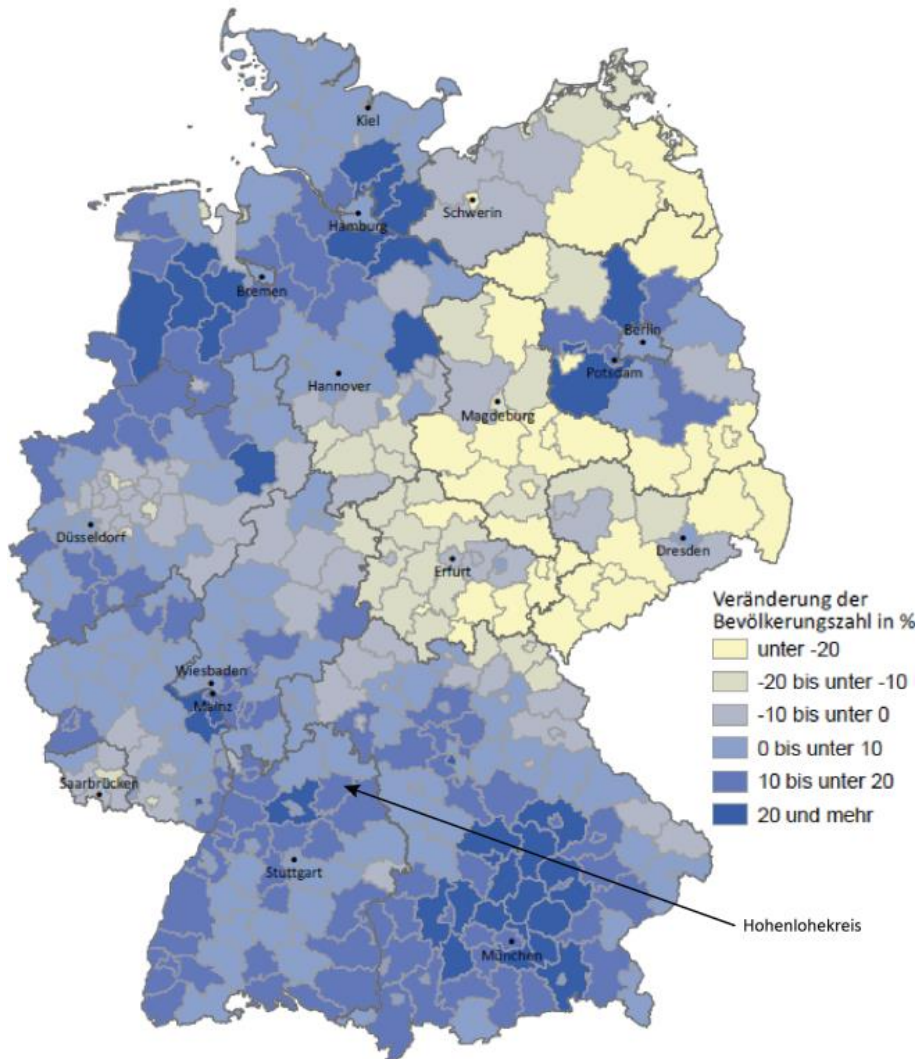 Kiel
Schwerin
Hamburg
Bremen
Berlin
Hannover
Potsdam
Magdeburg
Düsseldorf
Dresden
Erfurt
Veränderung der
Bevölkerungszahl in %
unter -20
-20 bis unter -10
-10 bis unter 0
0 bis unter 10
10 bis unter 20
20 und mehr
Wiesbaden
Mainz
Saarbrücken
Stuttgart
Hohenlohekreis
München